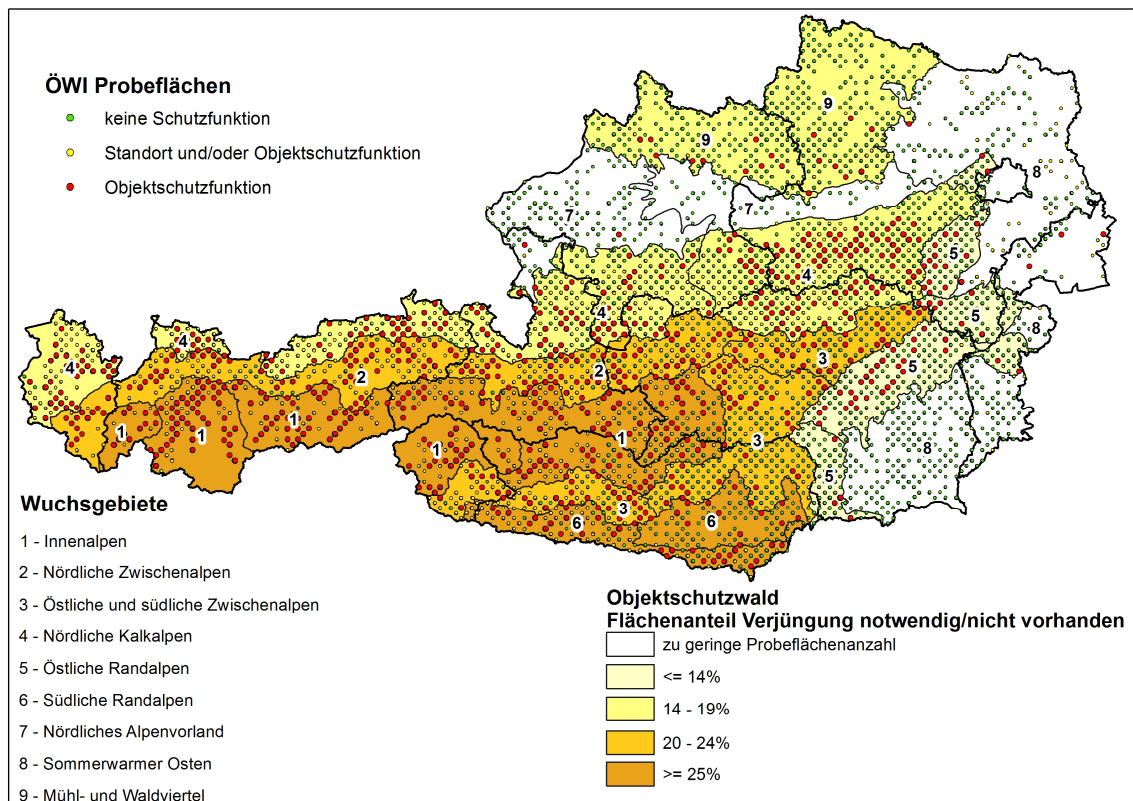 ÖWI Probeflächen
keine Schutzfunktion
Standort und/oder Objektschutzfunktion
Objektschutzfunktion
9
9
8
7
7
5
4
4
4
4
5
8
3
2
2
5
1
1
1
1
1
3
8
5
3
6
6
Wuchsgebiete
1 - Innenalpen
2 - Nördliche Zwischenalpen
3 - Östliche und südliche Zwischenalpen
4 - Nördliche Kalkalpen
5 - Östliche Randalpen
6 - Südliche Randalpen
7 - Nördliches Alpenvorland
8 - Sommerwarmer Osten
9 - Mühl- und Waldviertel
Objektschutzwald
Flächenanteil Verjüngung notwendig/nicht vorhanden
zu geringe Probeflächenanzahl
<= 14%
14 - 19%
20 - 24%
>= 25%